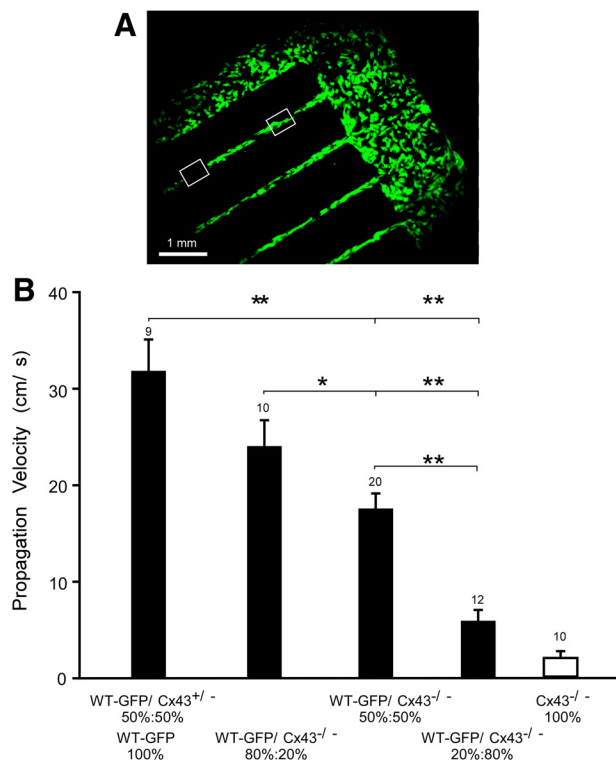 A
1 mm
B
Propagation Velocity (cm/ s)
40
30
20
10
0
** **
* **
**
9
10
20
12
10
WT-GFP/ Cx43+/ -
50%:50%
WT-GFP
100%
WT-GFP/ Cx43-/ -
80%:20%
WT-GFP/ Cx43-/ -
50%:50%
WT-GFP/ Cx43-/ -
20%:80%
Cx43-/ -
100%